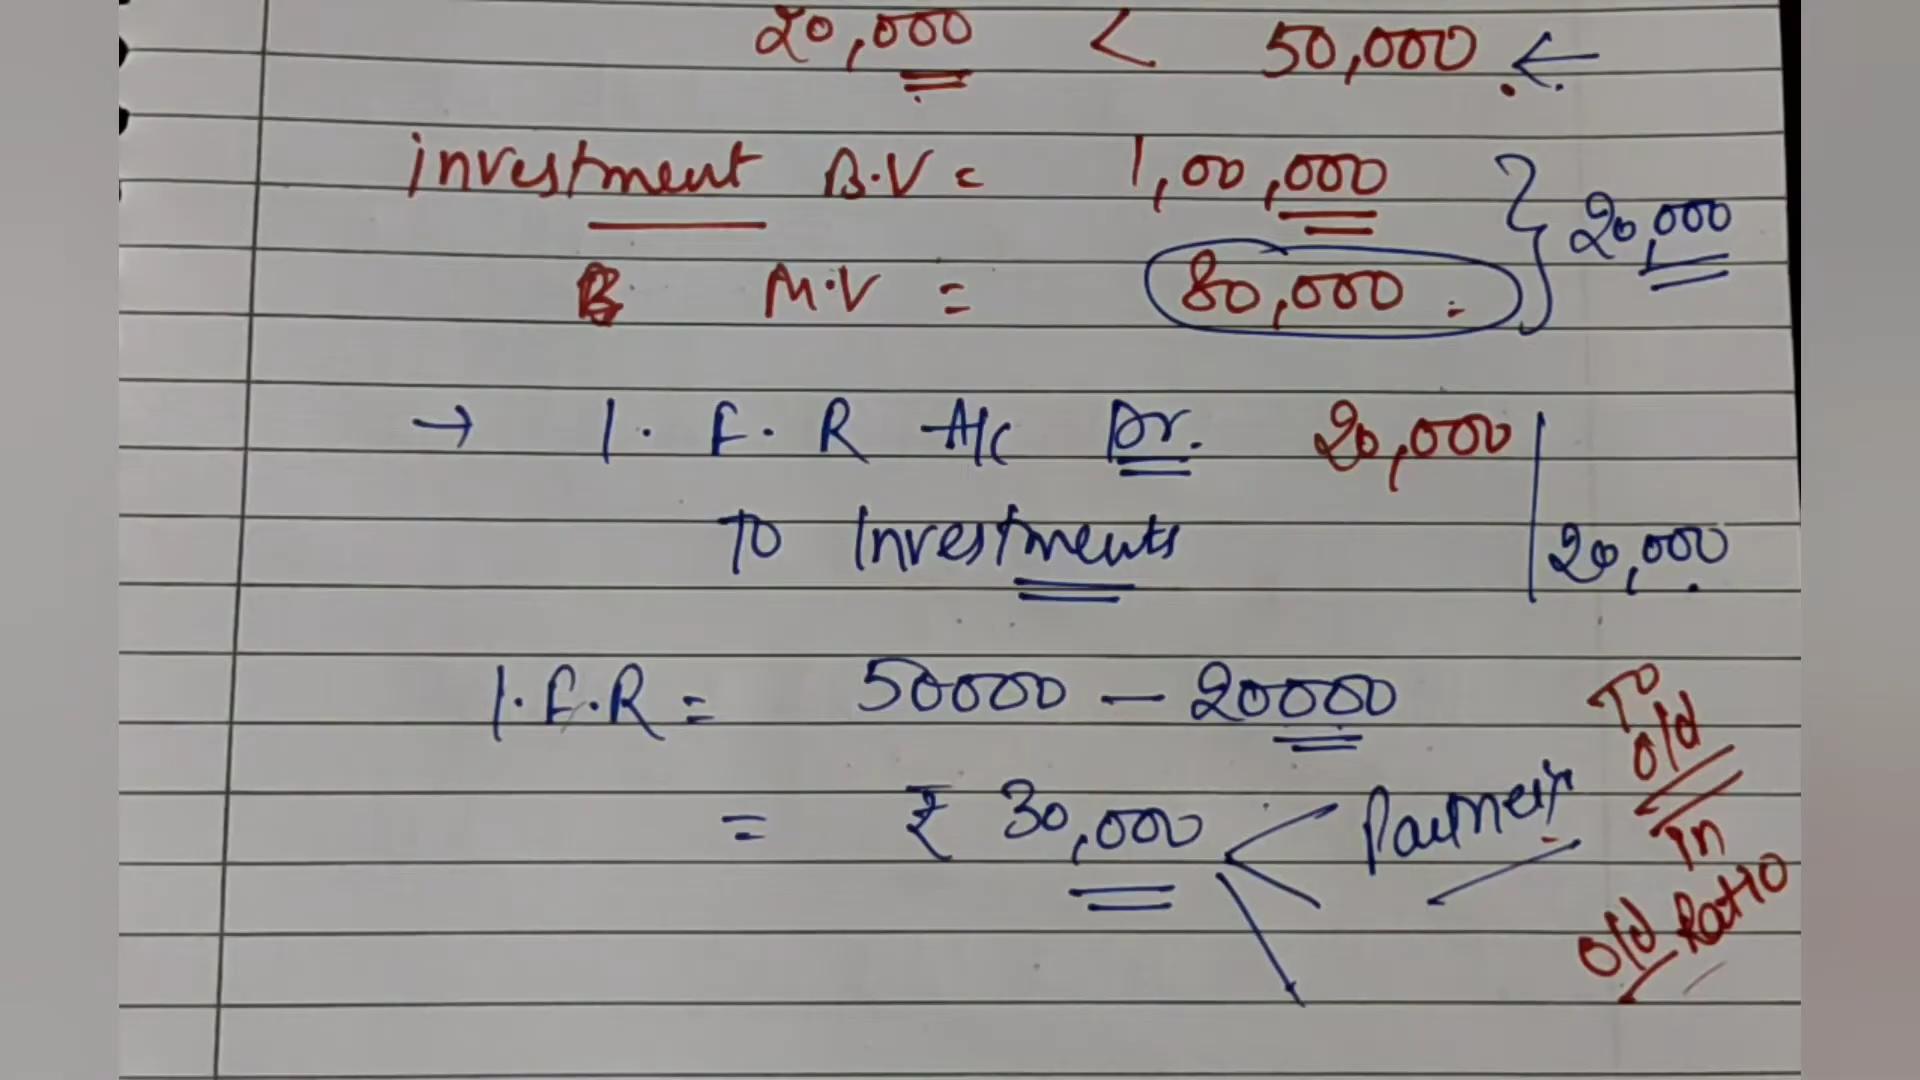 20,000 < 50,000 ←
investment B.V = 1,00,000
20,000
M.V = 80,000
→ I.F.R A/C Dr. 20,000
To Investments 20,000
I.F.R = 50000 — 20000
= ₹ 30,000 Partners
To
old
in
old Ratio